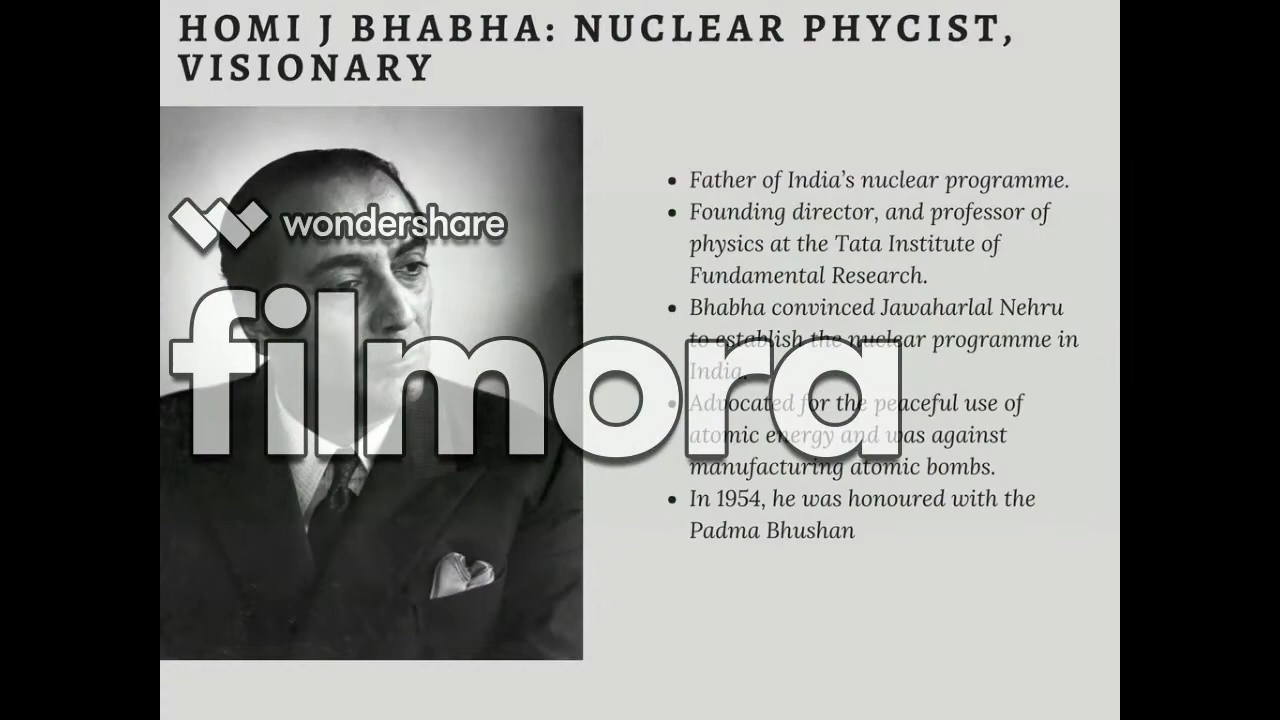 HOMI J BHABHA: NUCLEAR PHYCIST,
VISIONARY
wondershare
filmora
• Father of India's nuclear programme.
• Founding director, and professor of
physics at the Tata Institute of
Fundamental Research.
• Bhabha convinced Jawaharlal Nehru
to establish the nuclear programme in
India.
• Advocated for the peaceful use of
atomic energy and was against
manufacturing atomic bombs.
• In 1954, he was honoured with the
Padma Bhushan